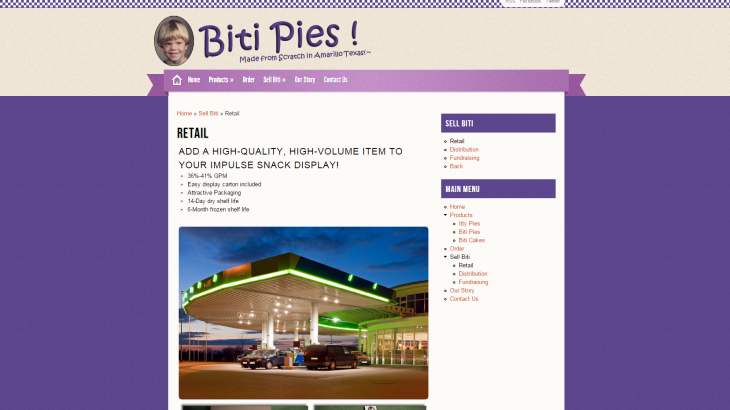 RSS Facebook Twitter
Biti Pies !
Made from Scratch in Amarillo Texas! ~
Home Products » Order Sell Biti » Our Story Contact Us
Home » Sell Biti » Retail
RETAIL
ADD A HIGH-QUALITY, HIGH-VOLUME ITEM TO
YOUR IMPULSE SNACK DISPLAY!
36%-41% GPM
Easy display carton included
Attractive Packaging
14-Day dry shelf life
6-Month frozen shelf life
SELL BITI
Retail
Distribution
Fundraising
Back
MAIN MENU
Home
Products
Itty Pies
Biti Pies
Biti Cakes
Order
Sell Biti
Retail
Distribution
Fundraising
Our Story
Contact Us